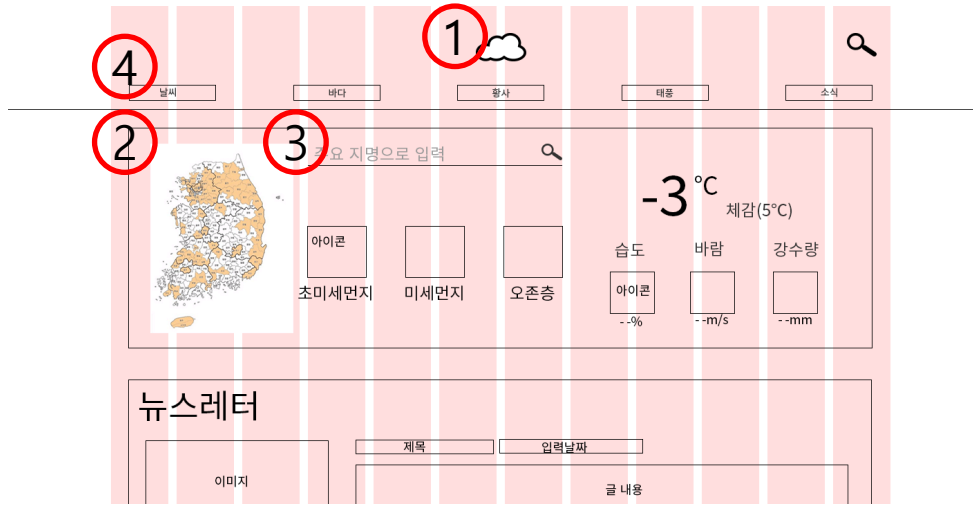 1
4
날씨
바다
황사
태풍
소식
2
3
주요 지명으로 입력
-3 ℃
체감(5℃)
아이콘
초미세먼지
미세먼지
오존층
습도
바람
강수량
아이콘
--%
--m/s
--mm
뉴스레터
제목
입력날짜
이미지
글 내용